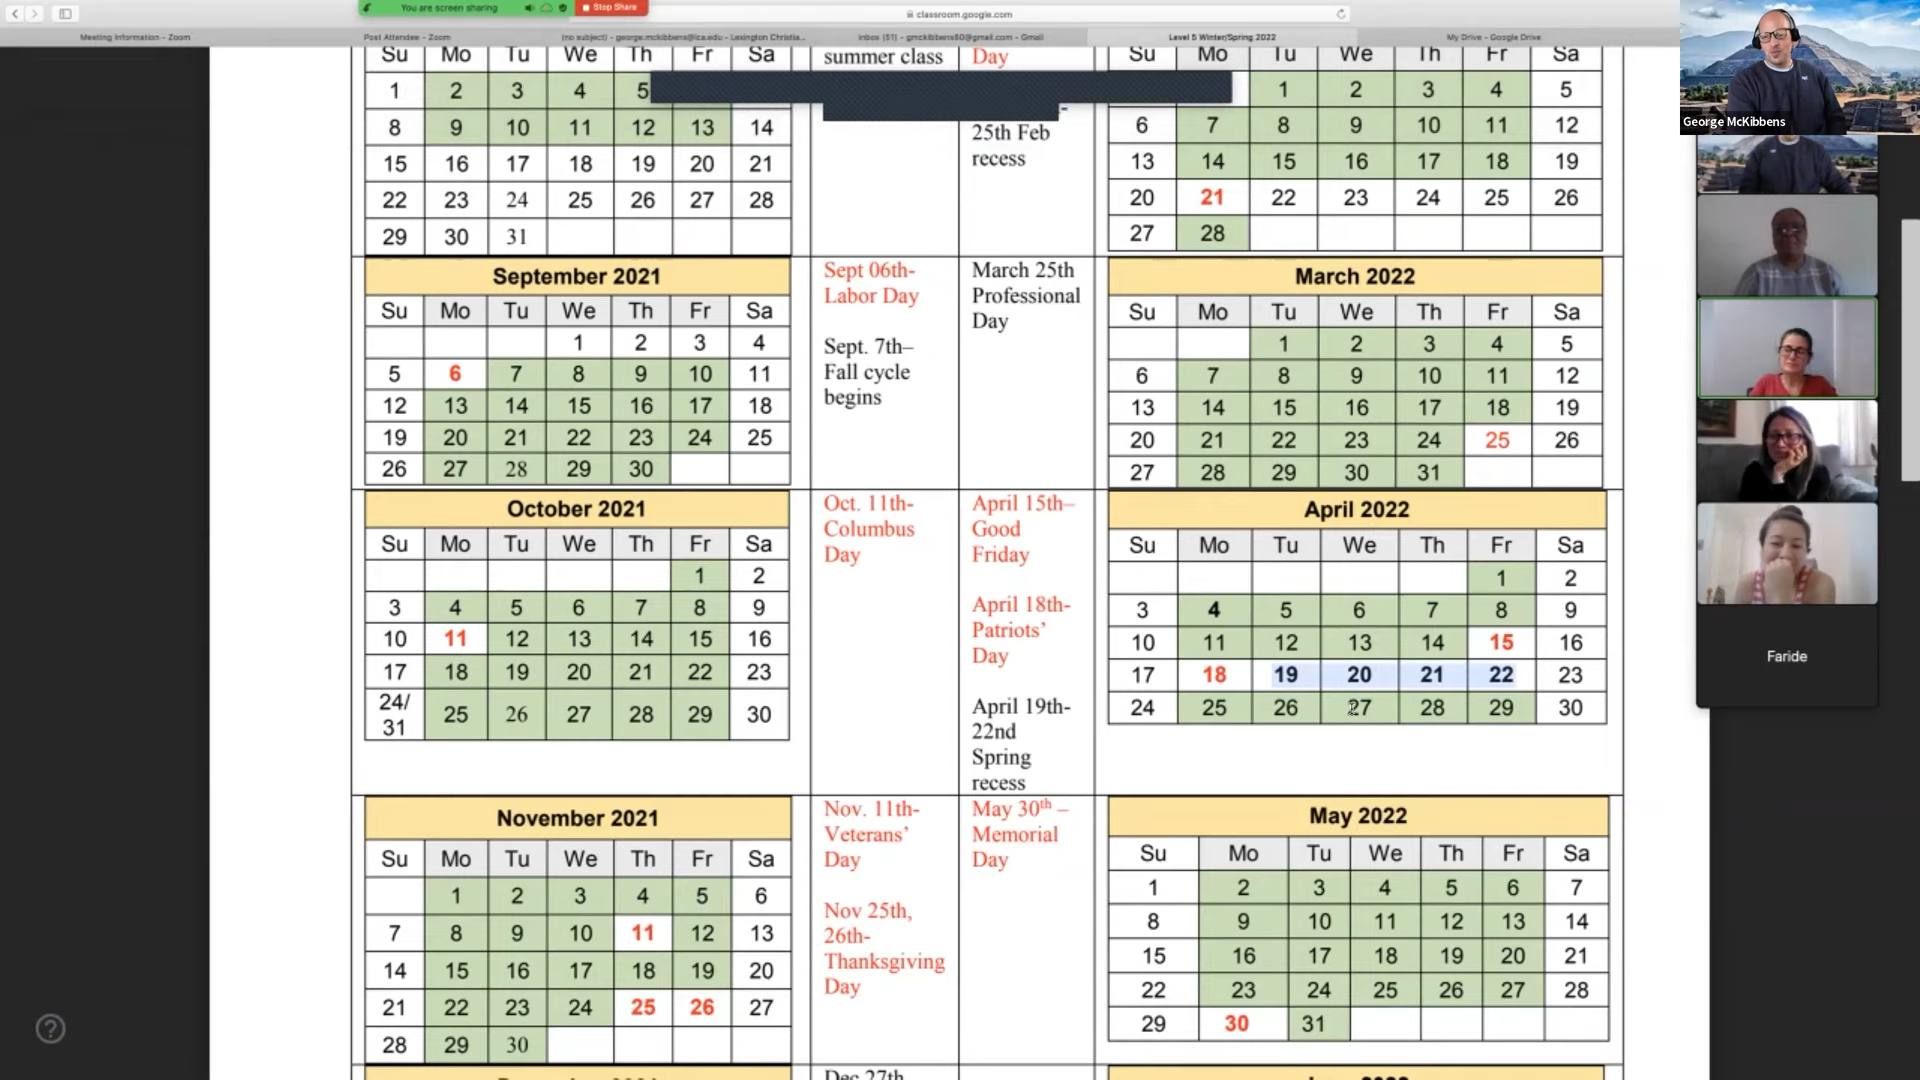 You are screen sharing
Stop Share
classroom.google.com
Meeting Information - Zoom
Post Attendee - Zoom
(no subject) - george.mckibbens@lca.edu - Lexington Christia...
Inbox (51) - gmckibbens80@gmail.com - Gmail
Level 5 Winter/Spring 2022
My Drive - Google Drive
Su Mo Tu We Th Fr Sa
1 2 3 4 5
8 9 10 11 12 13 14
15 16 17 18 19 20 21
22 23 24 25 26 27 28
29 30 31
summer class
Day
25th Feb
recess
Su Mo Tu We Th Fr Sa
1 2 3 4 5
6 7 8 9 10 11 12
13 14 15 16 17 18 19
20 21 22 23 24 25 26
27 28
September 2021
Su Mo Tu We Th Fr Sa
1 2 3 4
5 6 7 8 9 10 11
12 13 14 15 16 17 18
19 20 21 22 23 24 25
26 27 28 29 30
Sept 06th-
Labor Day
Sept. 7th–
Fall cycle
begins
March 25th
Professional
Day
March 2022
Su Mo Tu We Th Fr Sa
1 2 3 4 5
6 7 8 9 10 11 12
13 14 15 16 17 18 19
20 21 22 23 24 25 26
27 28 29 30 31
October 2021
Su Mo Tu We Th Fr Sa
1 2
3 4 5 6 7 8 9
10 11 12 13 14 15 16
17 18 19 20 21 22 23
24/
31 25 26 27 28 29 30
Oct. 11th-
Columbus
Day
April 15th–
Good
Friday
April 18th-
Patriots’
Day
April 19th-
22nd
Spring
recess
April 2022
Su Mo Tu We Th Fr Sa
1 2
3 4 5 6 7 8 9
10 11 12 13 14 15 16
17 18 19 20 21 22 23
24 25 26 27 28 29 30
November 2021
Su Mo Tu We Th Fr Sa
1 2 3 4 5 6
7 8 9 10 11 12 13
14 15 16 17 18 19 20
21 22 23 24 25 26 27
28 29 30
Nov. 11th-
Veterans’
Day
Nov 25th,
26th-
Thanksgiving
Day
May 30th –
Memorial
Day
May 2022
Su Mo Tu We Th Fr Sa
1 2 3 4 5 6 7
8 9 10 11 12 13 14
15 16 17 18 19 20 21
22 23 24 25 26 27 28
29 30 31
Dec 27th
George McKibbens
Faride